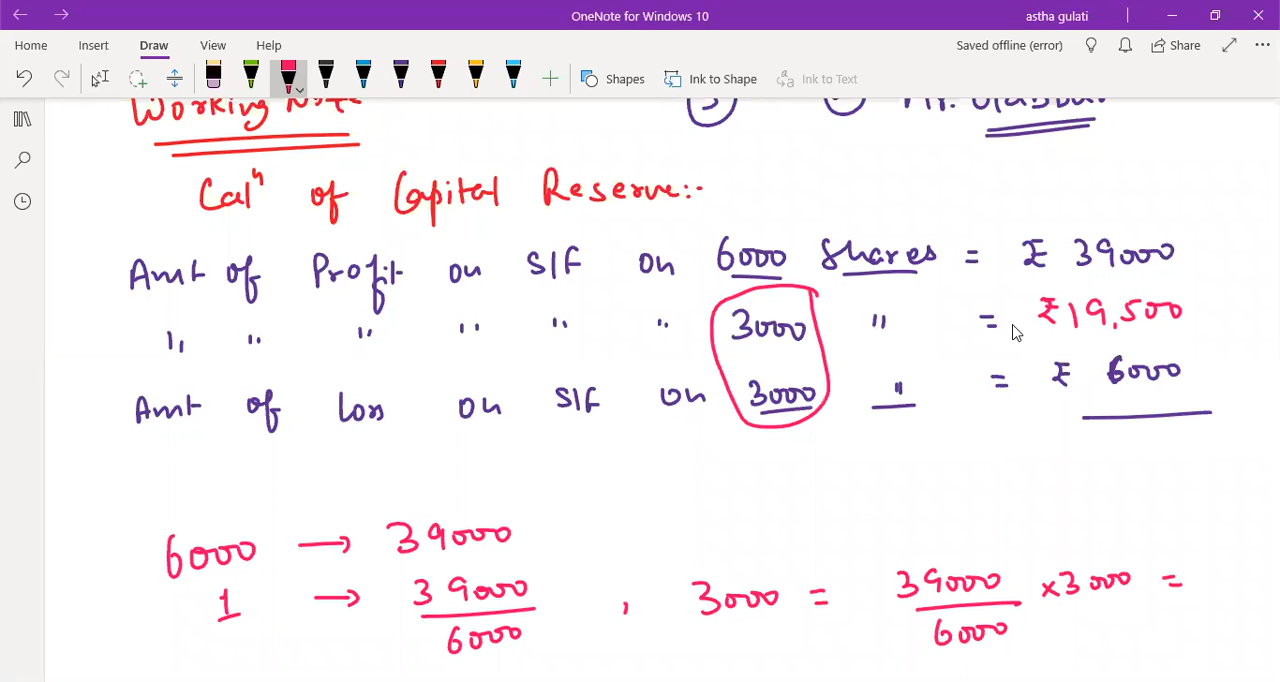 OneNote for Windows 10
astha gulati
Home Insert Draw View Help
Saved offline (error)
Share
Shapes
Ink to Shape
Ink to Text
Working Note
3
Calⁿ of Capital Reserve:-
Amt of Profit on S/F on 6000 Shares = ₹ 39000
" " " " " " 3000 " = ₹19,500
Amt of Loss on S/F on 3000 " = ₹ 6000
6000 → 39000
1 → 39000/6000 , 3000 = 39000/6000 ×3000 =